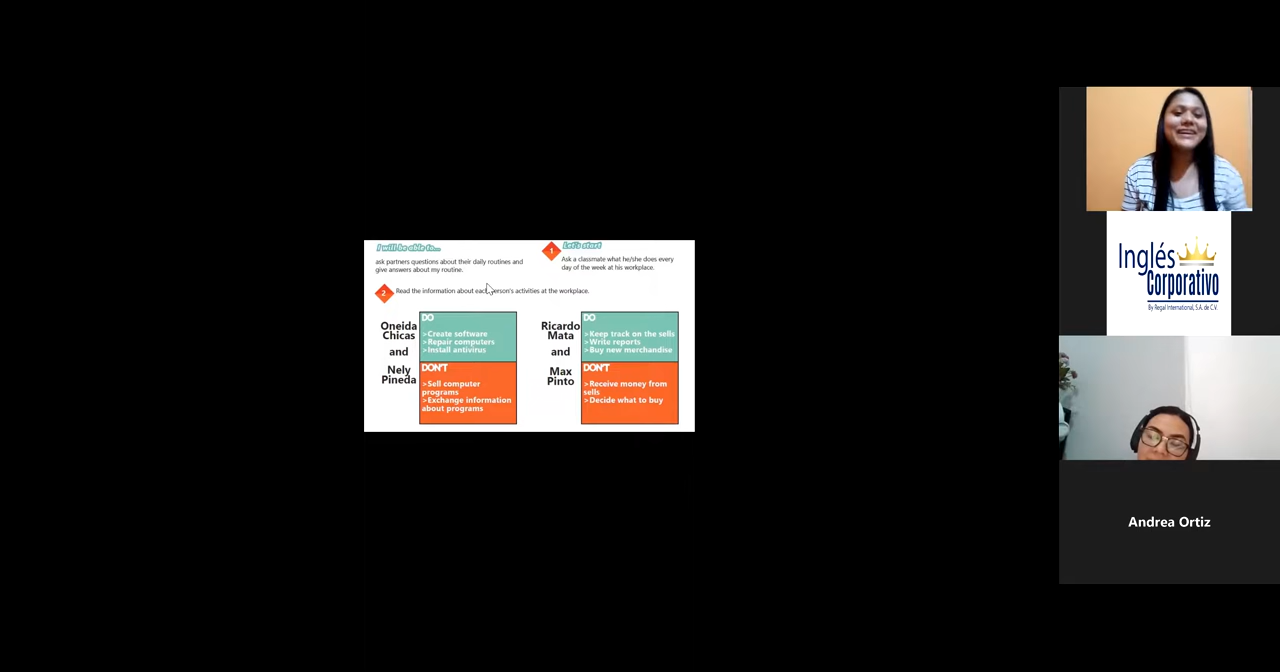 I will be able to...
ask partners questions about their daily routines and
give answers about my routine.
1
Let's start
Ask a classmate what he/she does every
day of the week at his workplace.
2
Read the information about each person's activities at the workplace.
Oneida
Chicas
and
Nely
Pineda
DO
>Create software
>Repair computers
>Install antivirus
DON'T
>Sell computer
programs
>Exchange information
about programs
Ricardo
Mata
and
Max
Pinto
DO
>Keep track on the sells
>Write reports
>Buy new merchandise
DON'T
>Receive money from
sells
>Decide what to buy
Inglés
Corporativo
By Regal International, S.A. de C.V.
Andrea Ortiz